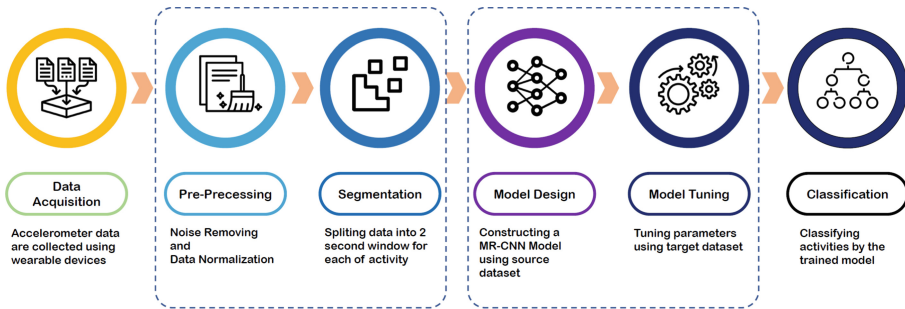 Data
Acquisition
Pre-Precessing
Segmentation
Model Design
Model Tuning
Classification
Accelerometer data
are collected using
wearable devices
Noise Removing
and
Data Normalization
Spliting data into 2
second window for
each of activity
Constructing a
MR-CNN Model
using source
dataset
Tuning parameters
using target dataset
Classifying
activities by the
trained model